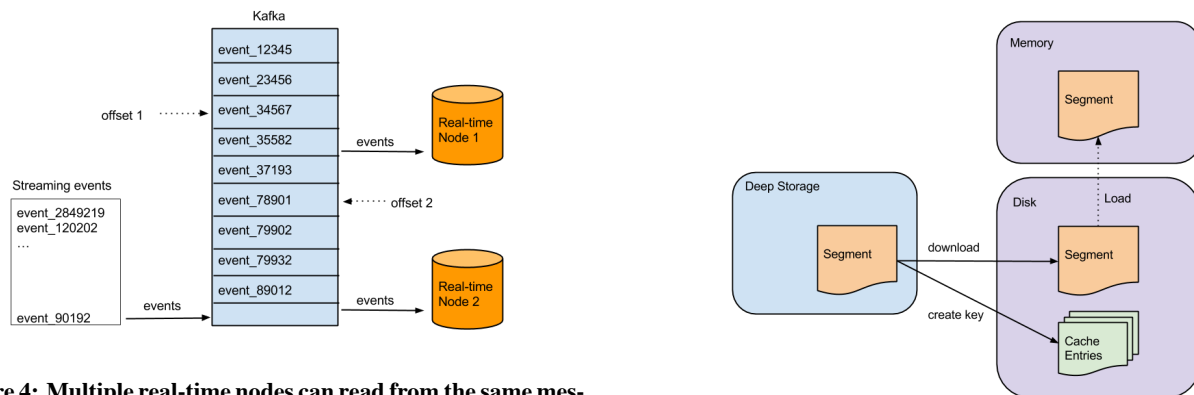 Kafka
event_12345
event_23456
offset 1
event_34567
event_35582
events
Real-time
Node 1
event_37193
Streaming events
event_78901
offset 2
event_2849219
event_120202
...
event_79902
event_79932
event_89012
Real-time
Node 2
events
events
event_90192
re 4: Multiple real-time nodes can read from the same mes-
Memory
Segment
Deep Storage
Disk
Load
Segment
download
Segment
create key
Cache
Entries